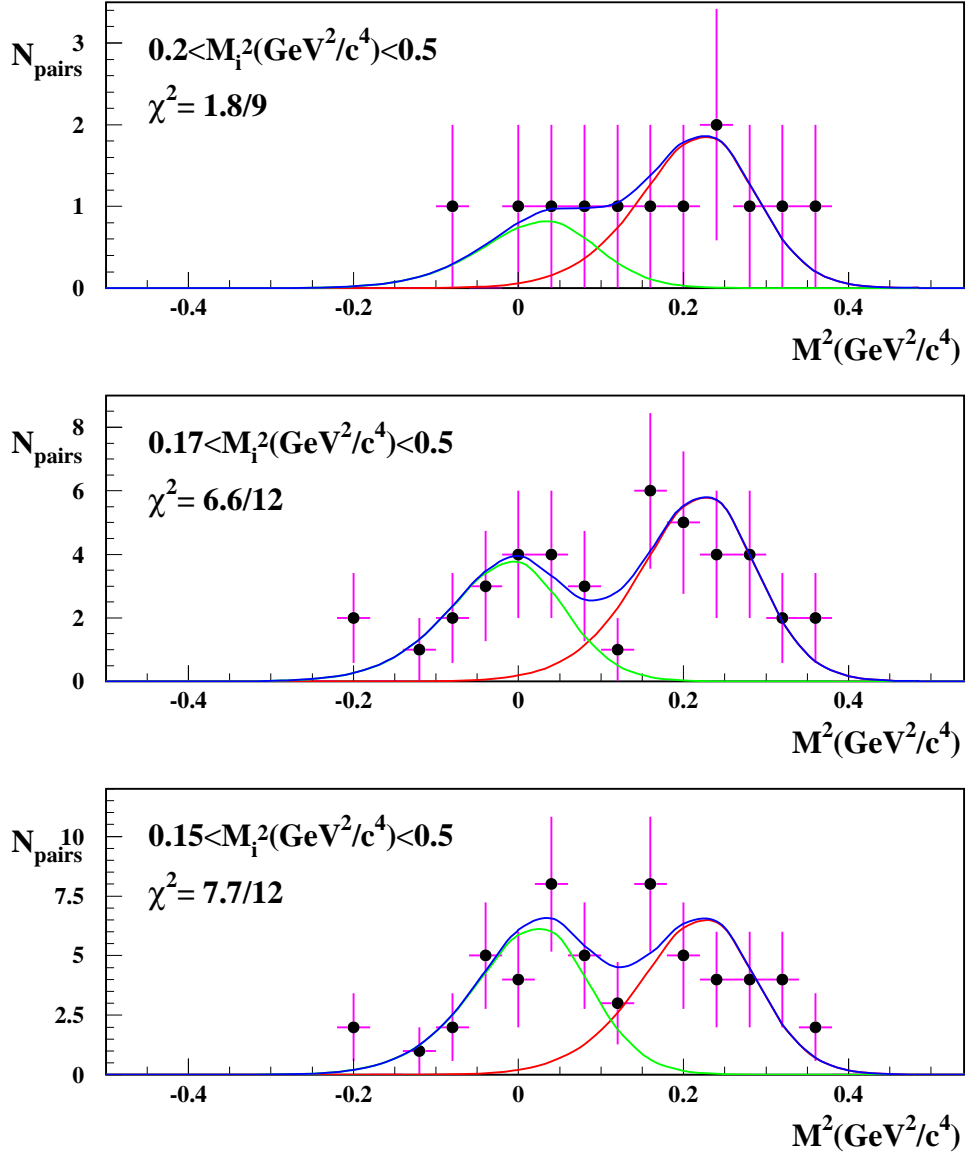 N_pairs
0.2<M_i^2(GeV^2/c^4)<0.5
χ^2= 1.8/9
3
2
1
0
-0.4 -0.2 0 0.2 0.4
M^2(GeV^2/c^4)
N_pairs
0.17<M_i^2(GeV^2/c^4)<0.5
χ^2= 6.6/12
8
6
4
2
0
-0.4 -0.2 0 0.2 0.4
M^2(GeV^2/c^4)
N_pairs
0.15<M_i^2(GeV^2/c^4)<0.5
χ^2= 7.7/12
10
7.5
5
2.5
0
-0.4 -0.2 0 0.2 0.4
M^2(GeV^2/c^4)